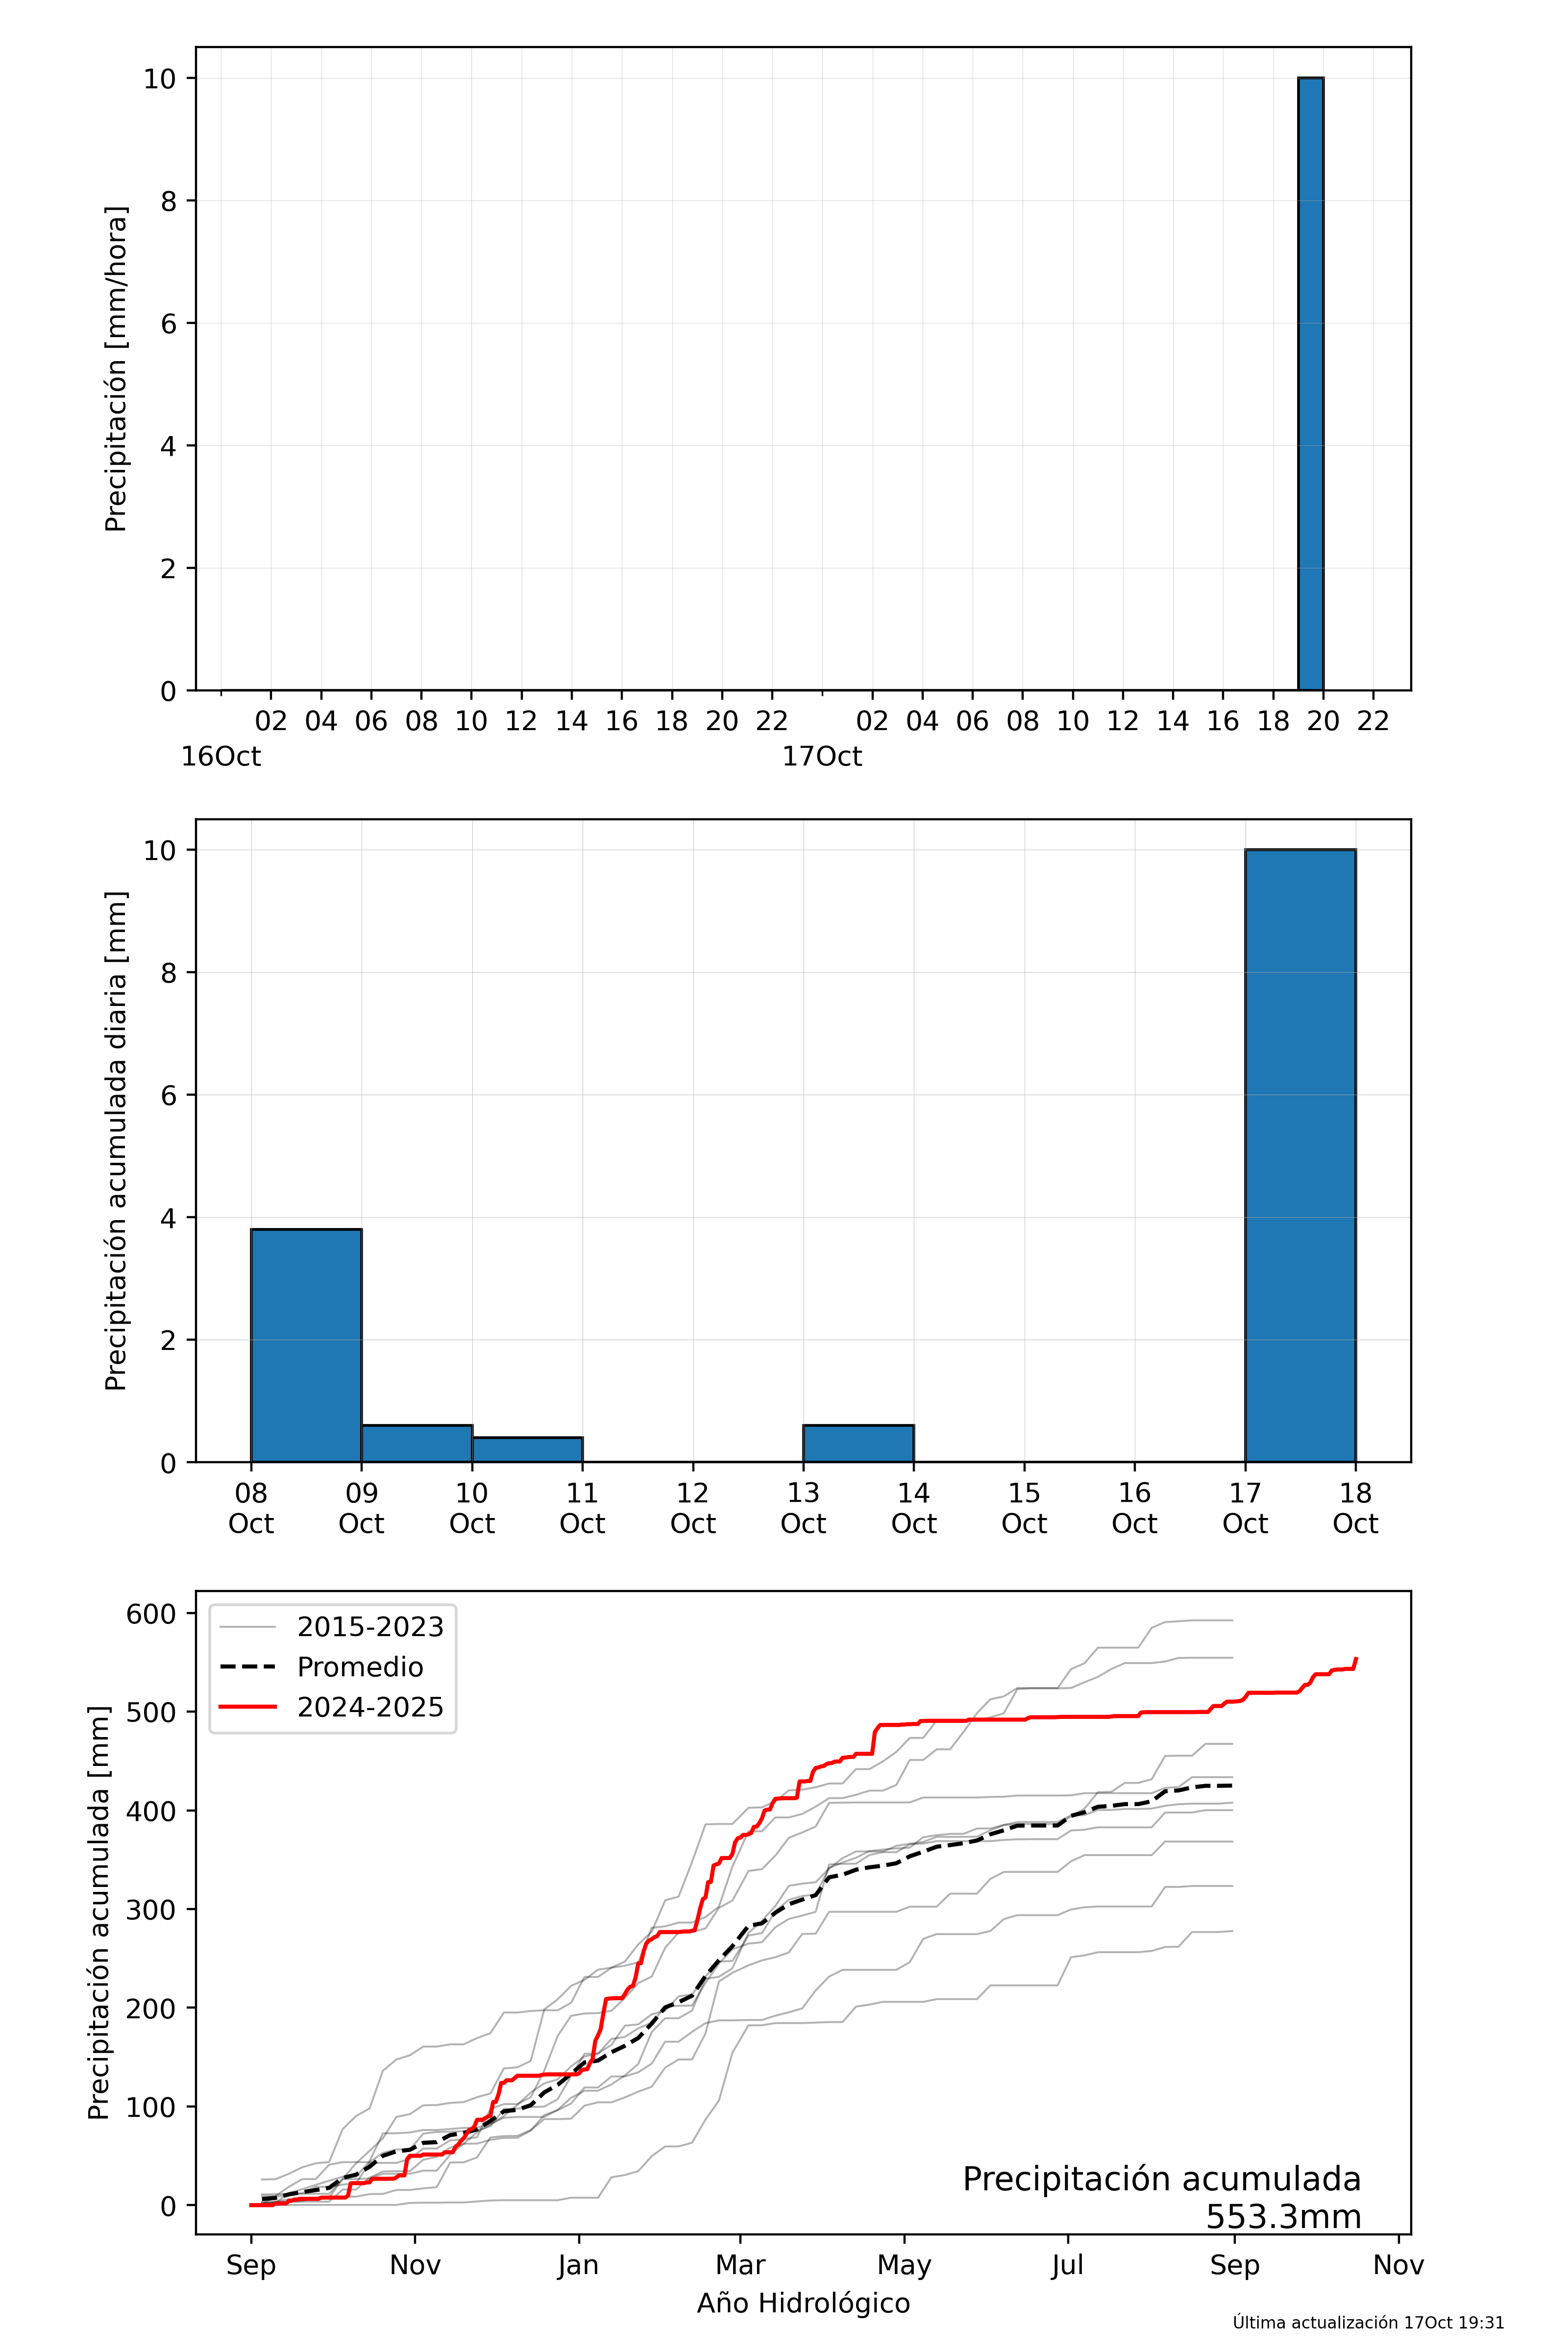 10
8
6
4
2
0
Precipitación [mm/hora]
02 04 06 08 10 12 14 16 18 20 22 02 04 06 08 10 12 14 16 18 20 22
16Oct 17Oct
10
8
6
4
2
0
Precipitación acumulada diaria [mm]
08 09 10 11 12 13 14 15 16 17 18
Oct Oct Oct Oct Oct Oct Oct Oct Oct Oct Oct
600
500
400
300
200
100
0
Precipitación acumulada [mm]
2015-2023
Promedio
2024-2025
Precipitación acumulada
553.3mm
Sep Nov Jan Mar May Jul Sep Nov
Año Hidrológico
Última actualización 17Oct 19:31